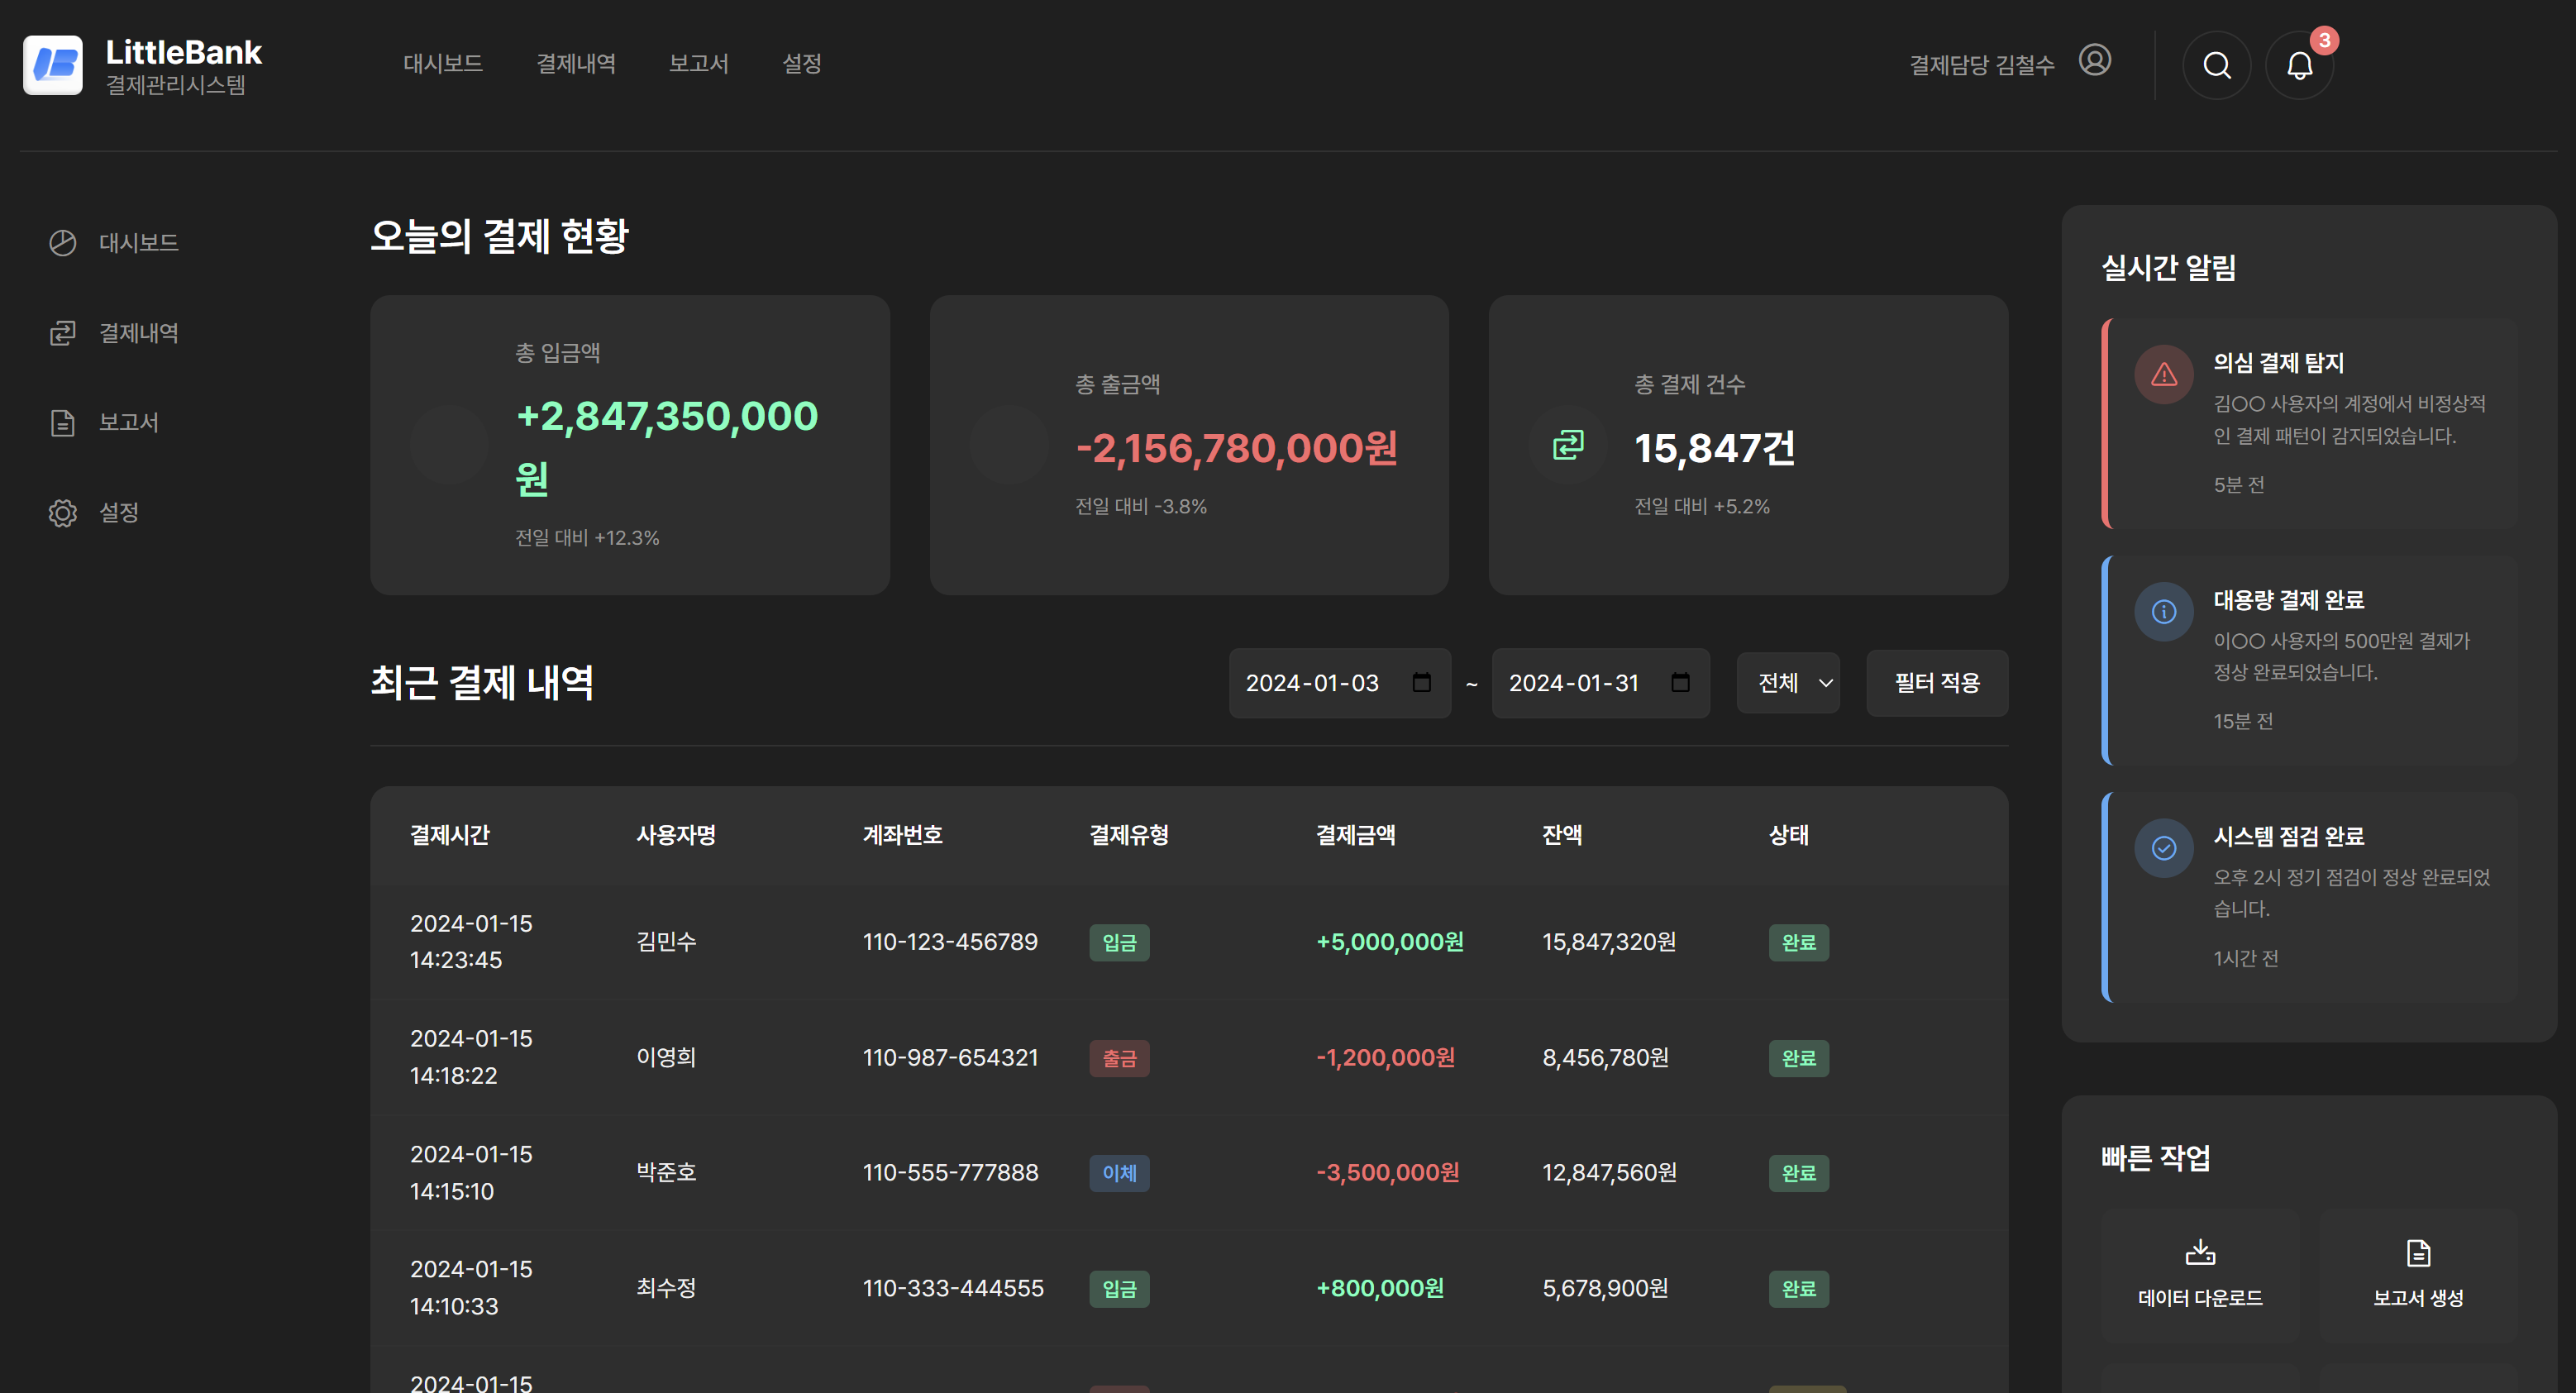 LittleBank
결제관리시스템
대시보드
결제내역
보고서
설정
결제담당 김철수
3
대시보드
결제내역
보고서
설정
오늘의 결제 현황
총 입금액
+2,847,350,000
원
전일 대비 +12.3%
총 출금액
-2,156,780,000원
전일 대비 -3.8%
총 결제 건수
15,847건
전일 대비 +5.2%
최근 결제 내역
2024-01-03
~
2024-01-31
전체
필터 적용
결제시간 사용자명 계좌번호 결제유형 결제금액 잔액 상태
2024-01-15
14:23:45
김민수 110-123-456789 입금 +5,000,000원 15,847,320원 완료
2024-01-15
14:18:22
이영희 110-987-654321 출금 -1,200,000원 8,456,780원 완료
2024-01-15
14:15:10
박준호 110-555-777888 이체 -3,500,000원 12,847,560원 완료
2024-01-15
14:10:33
최수정 110-333-444555 입금 +800,000원 5,678,900원 완료
2024-01-15
실시간 알림
의심 결제 탐지
김○○ 사용자의 계정에서 비정상적
인 결제 패턴이 감지되었습니다.
5분 전
대용량 결제 완료
이○○ 사용자의 500만원 결제가
정상 완료되었습니다.
15분 전
시스템 점검 완료
오후 2시 정기 점검이 정상 완료되었
습니다.
1시간 전
빠른 작업
데이터 다운로드
보고서 생성